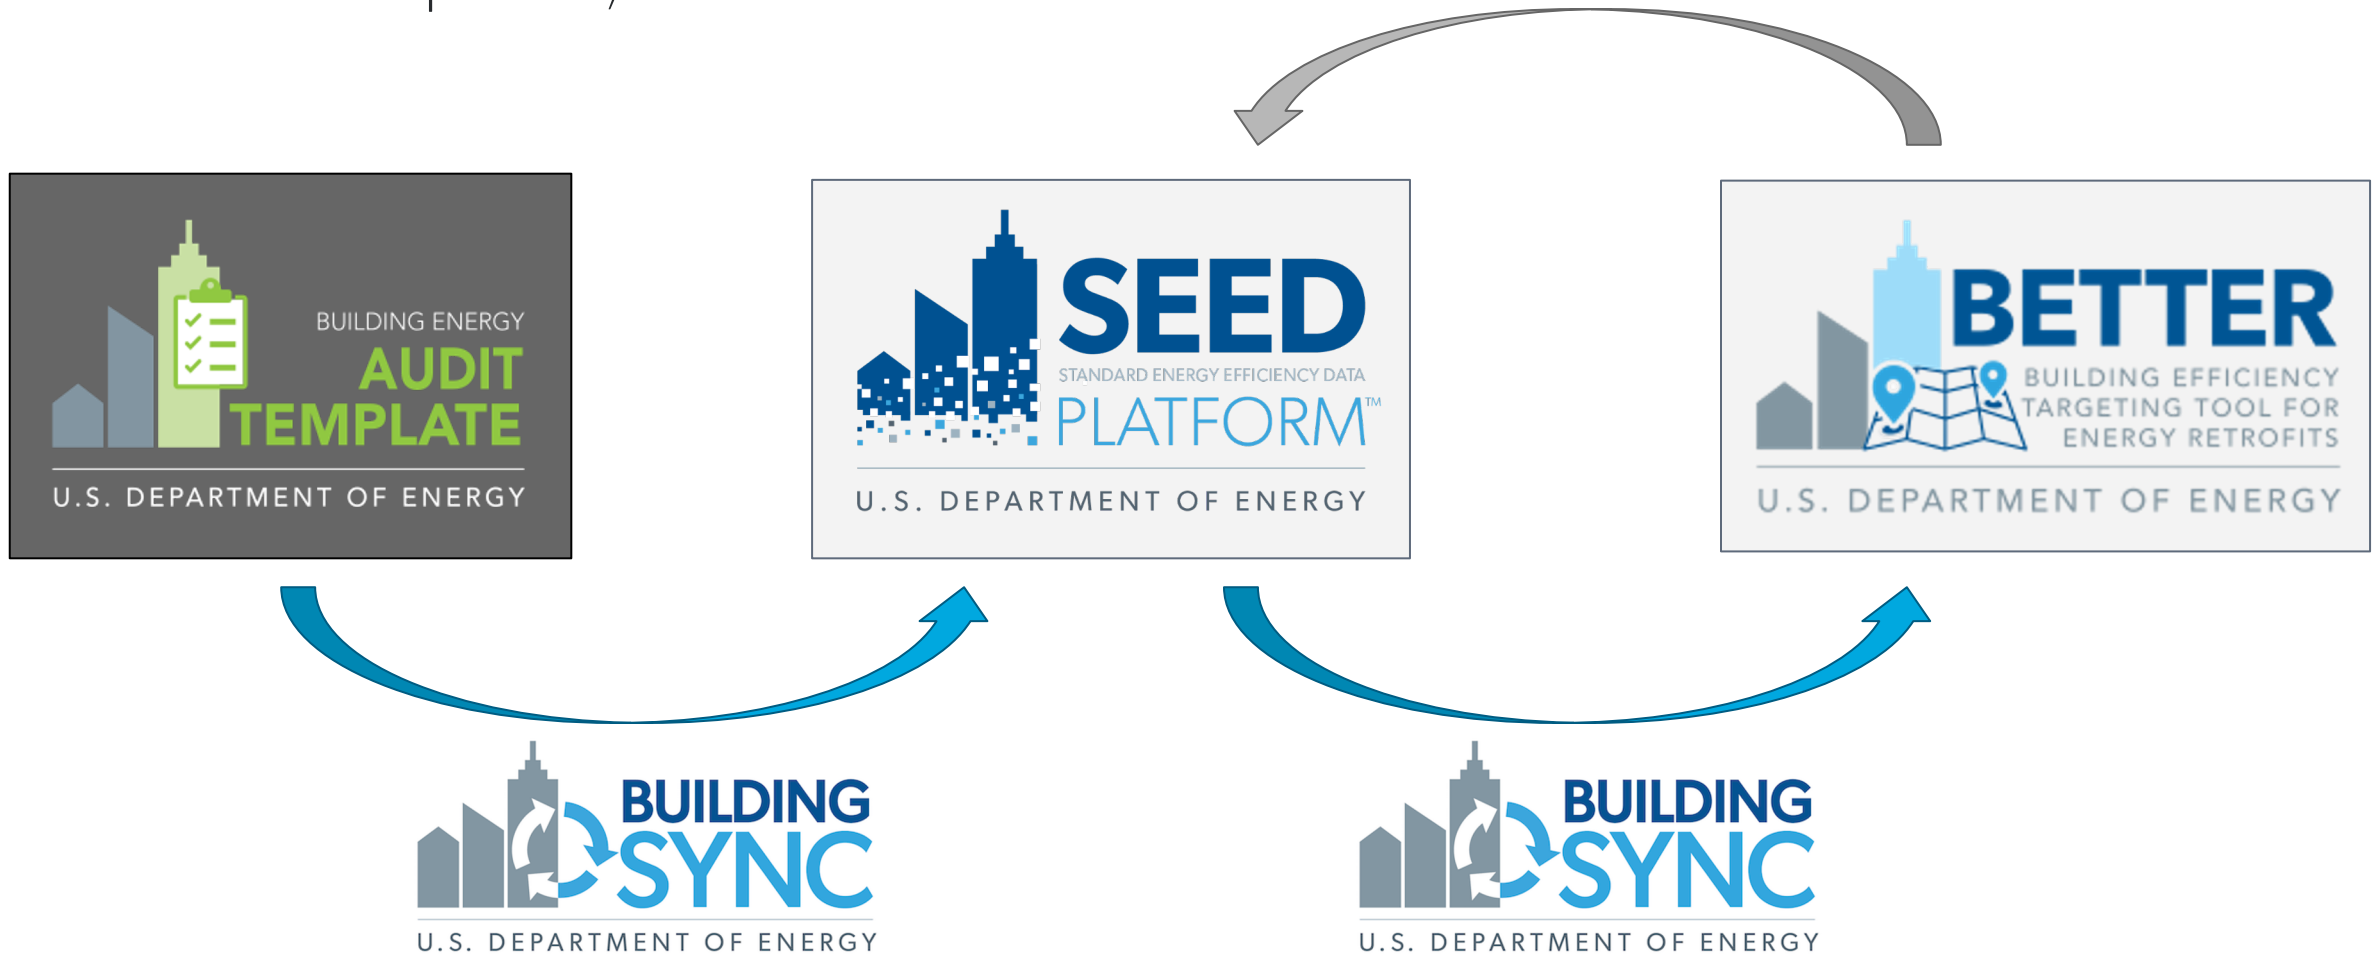 BUILDING ENERGY
AUDIT
TEMPLATE
U.S. DEPARTMENT OF ENERGY
SEED
STANDARD ENERGY EFFICIENCY DATA
PLATFORM™
U.S. DEPARTMENT OF ENERGY
BETTER
BUILDING EFFICIENCY
TARGETING TOOL FOR
ENERGY RETROFITS
U.S. DEPARTMENT OF ENERGY
BUILDING
SYNC
U.S. DEPARTMENT OF ENERGY
BUILDING
SYNC
U.S. DEPARTMENT OF ENERGY